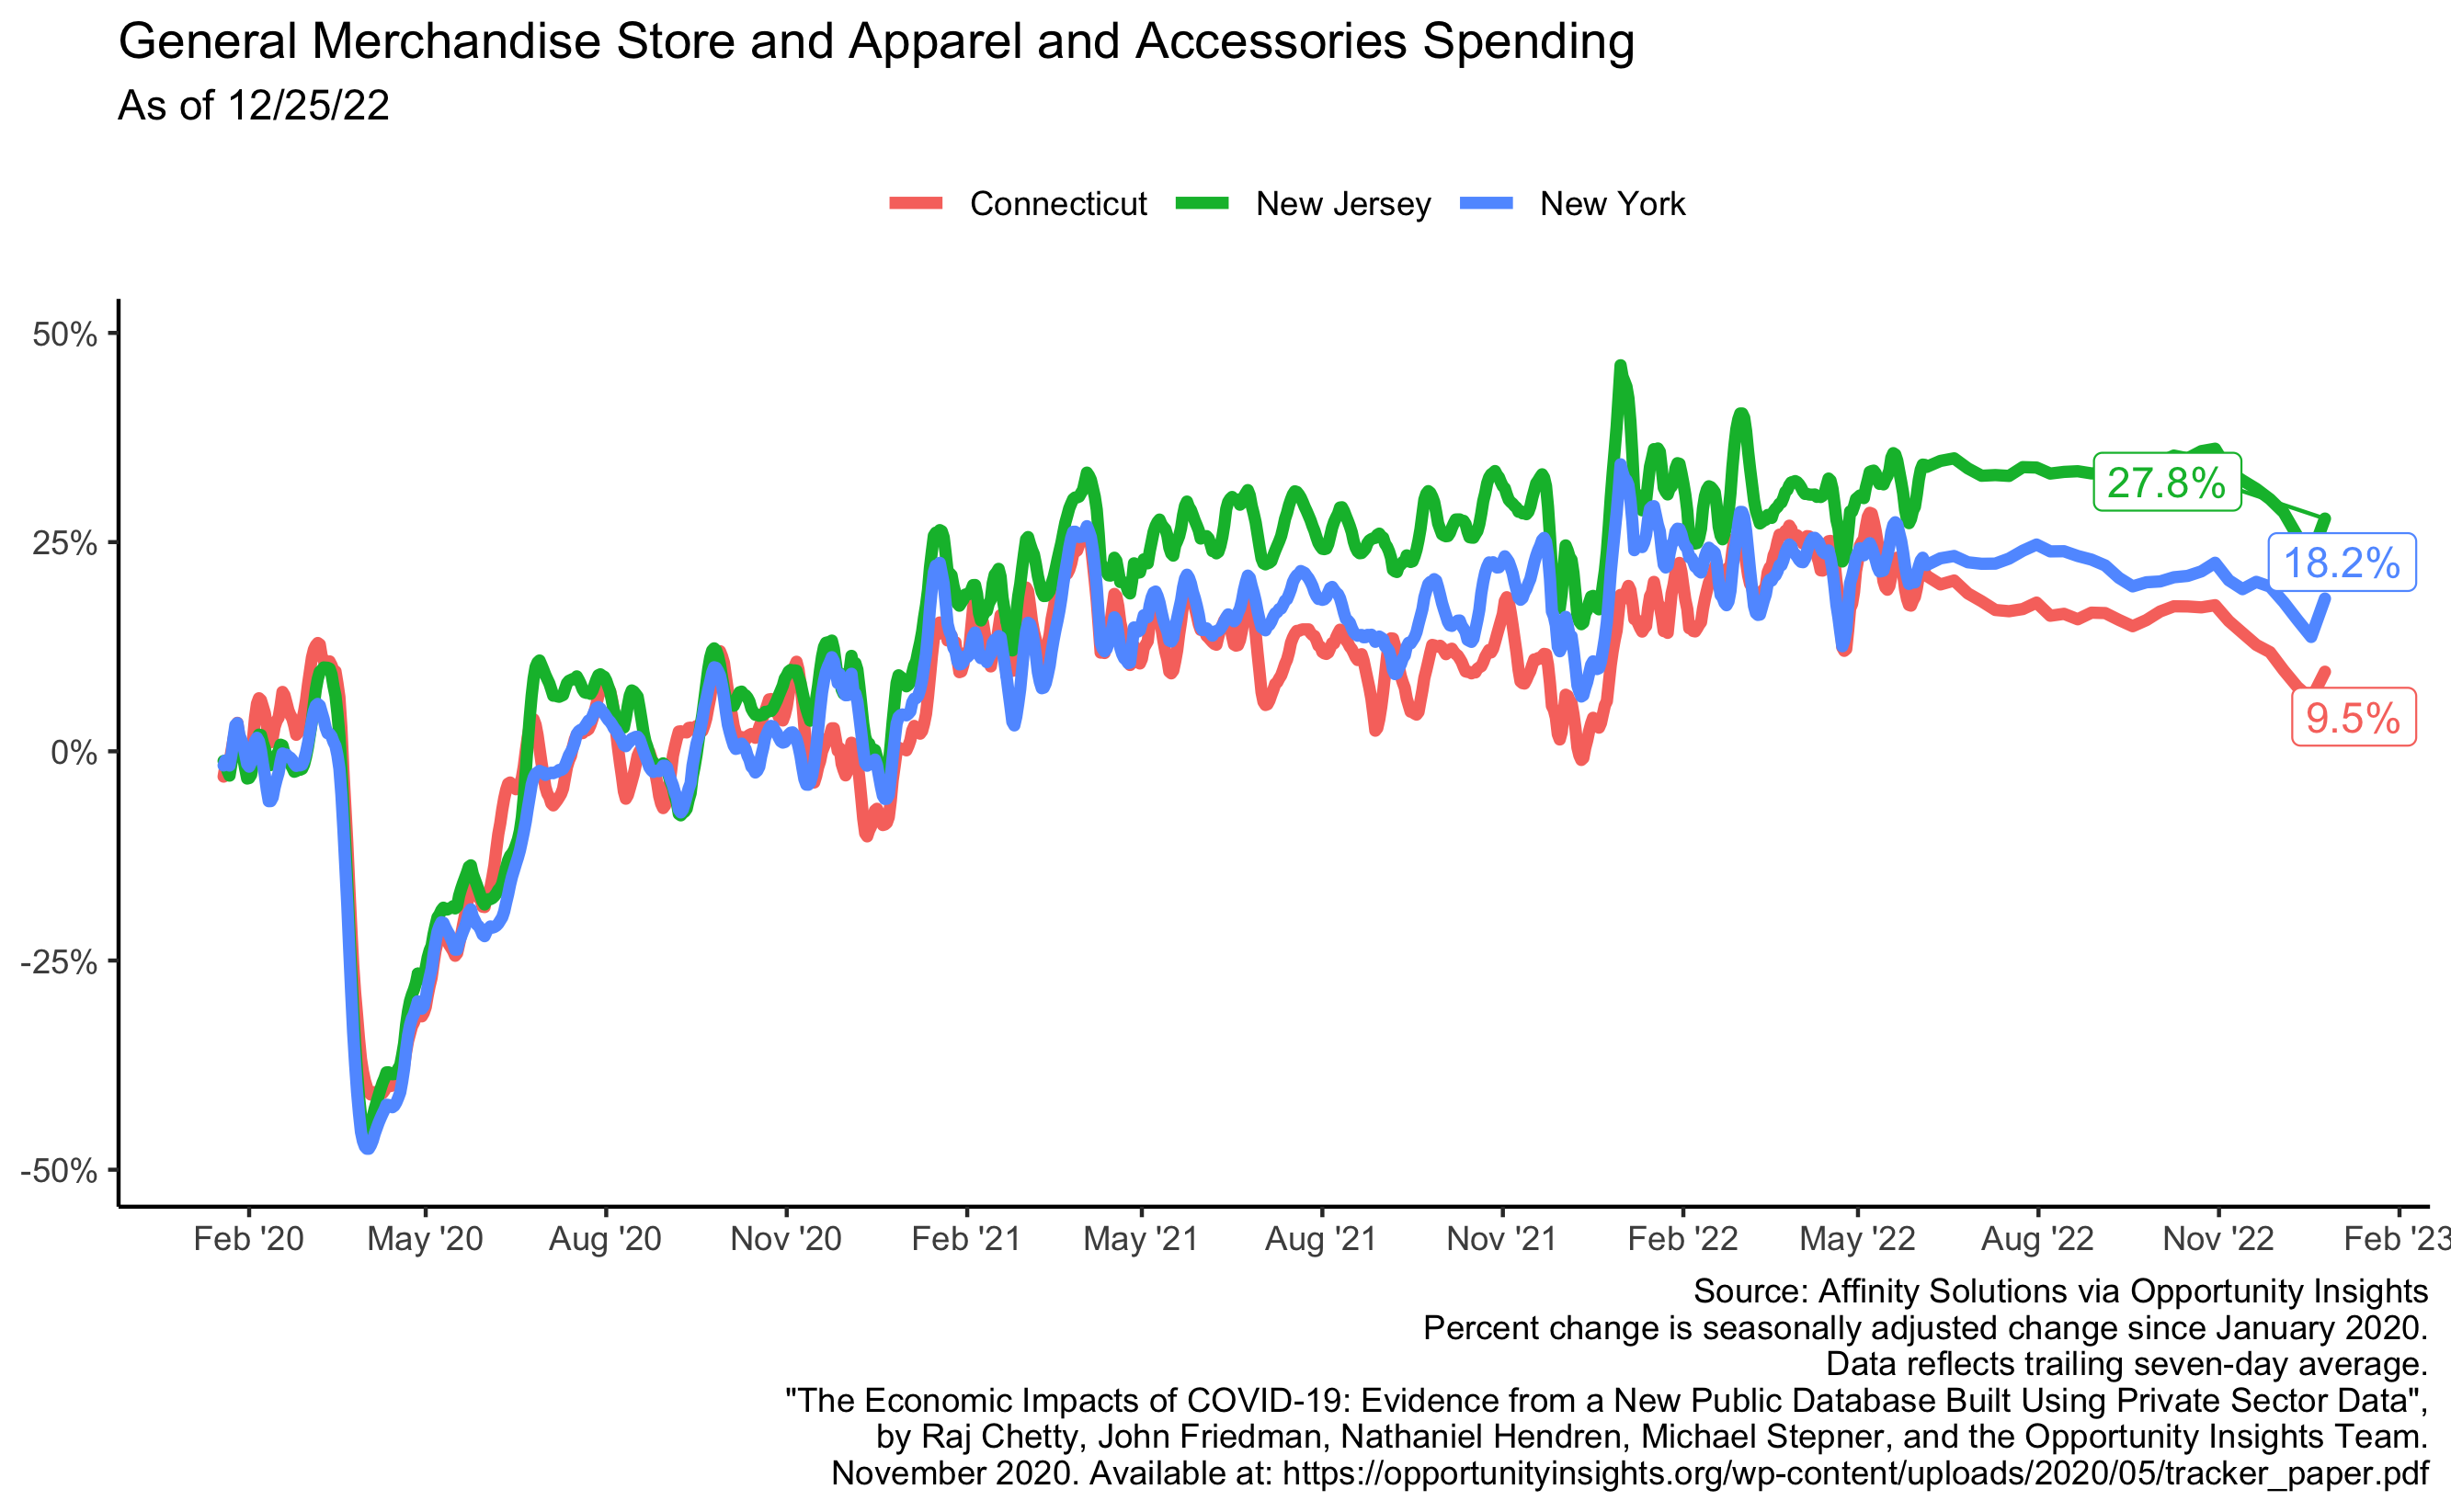 General Merchandise Store and Apparel and Accessories Spending
As of 12/25/22
Connecticut New Jersey New York
50%
25%
0%
-25%
-50%
27.8%
18.2%
9.5%
Feb '20 May '20 Aug '20 Nov '20 Feb '21 May '21 Aug '21 Nov '21 Feb '22 May '22 Aug '22 Nov '22 Feb '23
Source: Affinity Solutions via Opportunity Insights
Percent change is seasonally adjusted change since January 2020.
Data reflects trailing seven-day average.
"The Economic Impacts of COVID-19: Evidence from a New Public Database Built Using Private Sector Data",
by Raj Chetty, John Friedman, Nathaniel Hendren, Michael Stepner, and the Opportunity Insights Team.
November 2020. Available at: https://opportunityinsights.org/wp-content/uploads/2020/05/tracker_paper.pdf